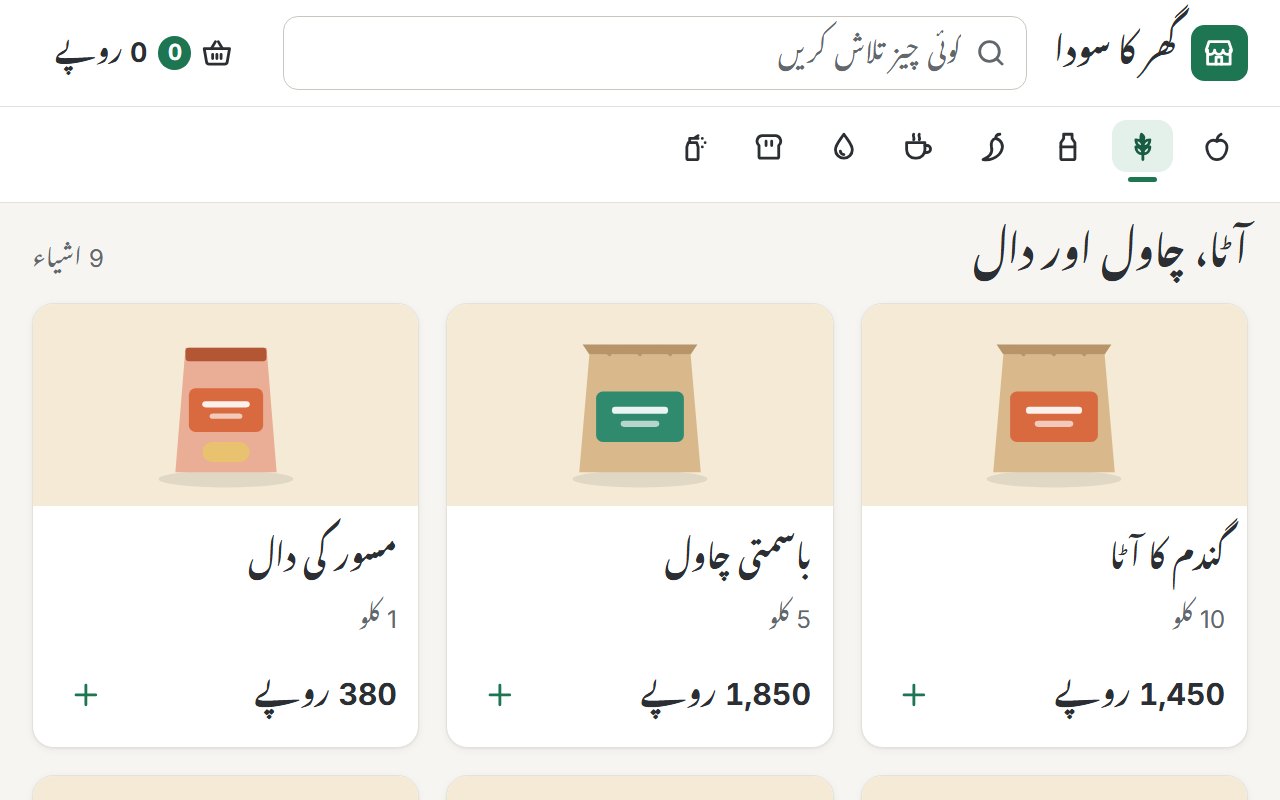 گھر کا سودا
کوئی چیز تلاش کریں
0
0 روپے
آٹا، چاول اور دال
9 اشیاء
گندم کا آٹا
10 کلو
1,450 روپے
باسمتی چاول
5 کلو
1,850 روپے
مسور کی دال
1 کلو
380 روپے